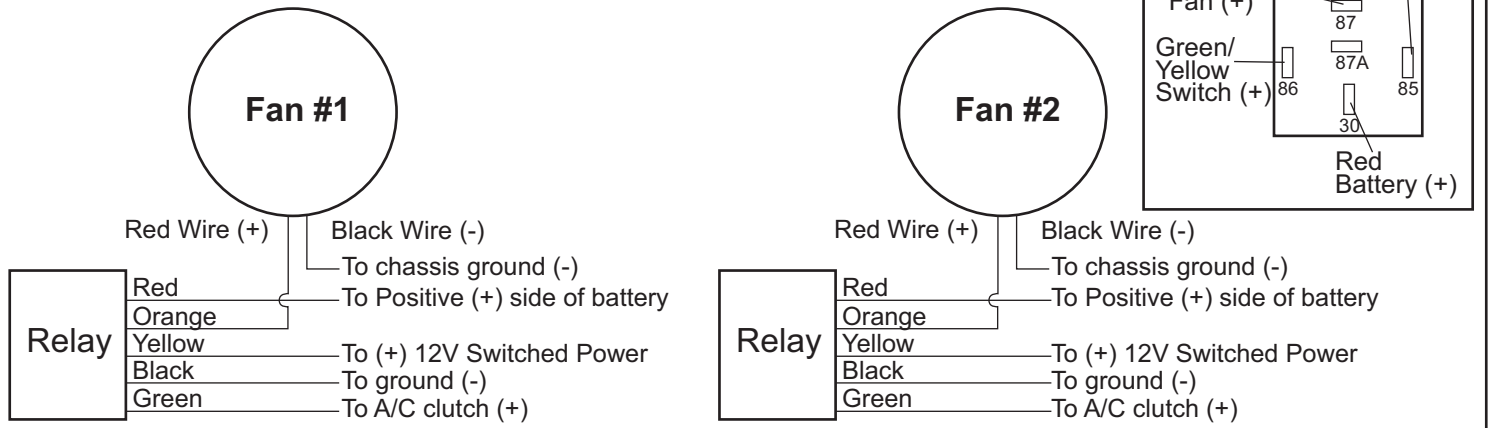 Fan #1
Red Wire (+)
Black Wire (-)
To chassis ground (-)
Relay
Red
To Positive (+) side of battery
Orange
Yellow
To (+) 12V Switched Power
Black
To ground (-)
Green
To A/C clutch (+)
Fan #2
Red Wire (+)
Black Wire (-)
To chassis ground (-)
Relay
Red
To Positive (+) side of battery
Orange
Yellow
To (+) 12V Switched Power
Black
To ground (-)
Green
To A/C clutch (+)
Fan (+)
87
Green/
Yellow
Switch (+)
87A
86
85
30
Red
Battery (+)